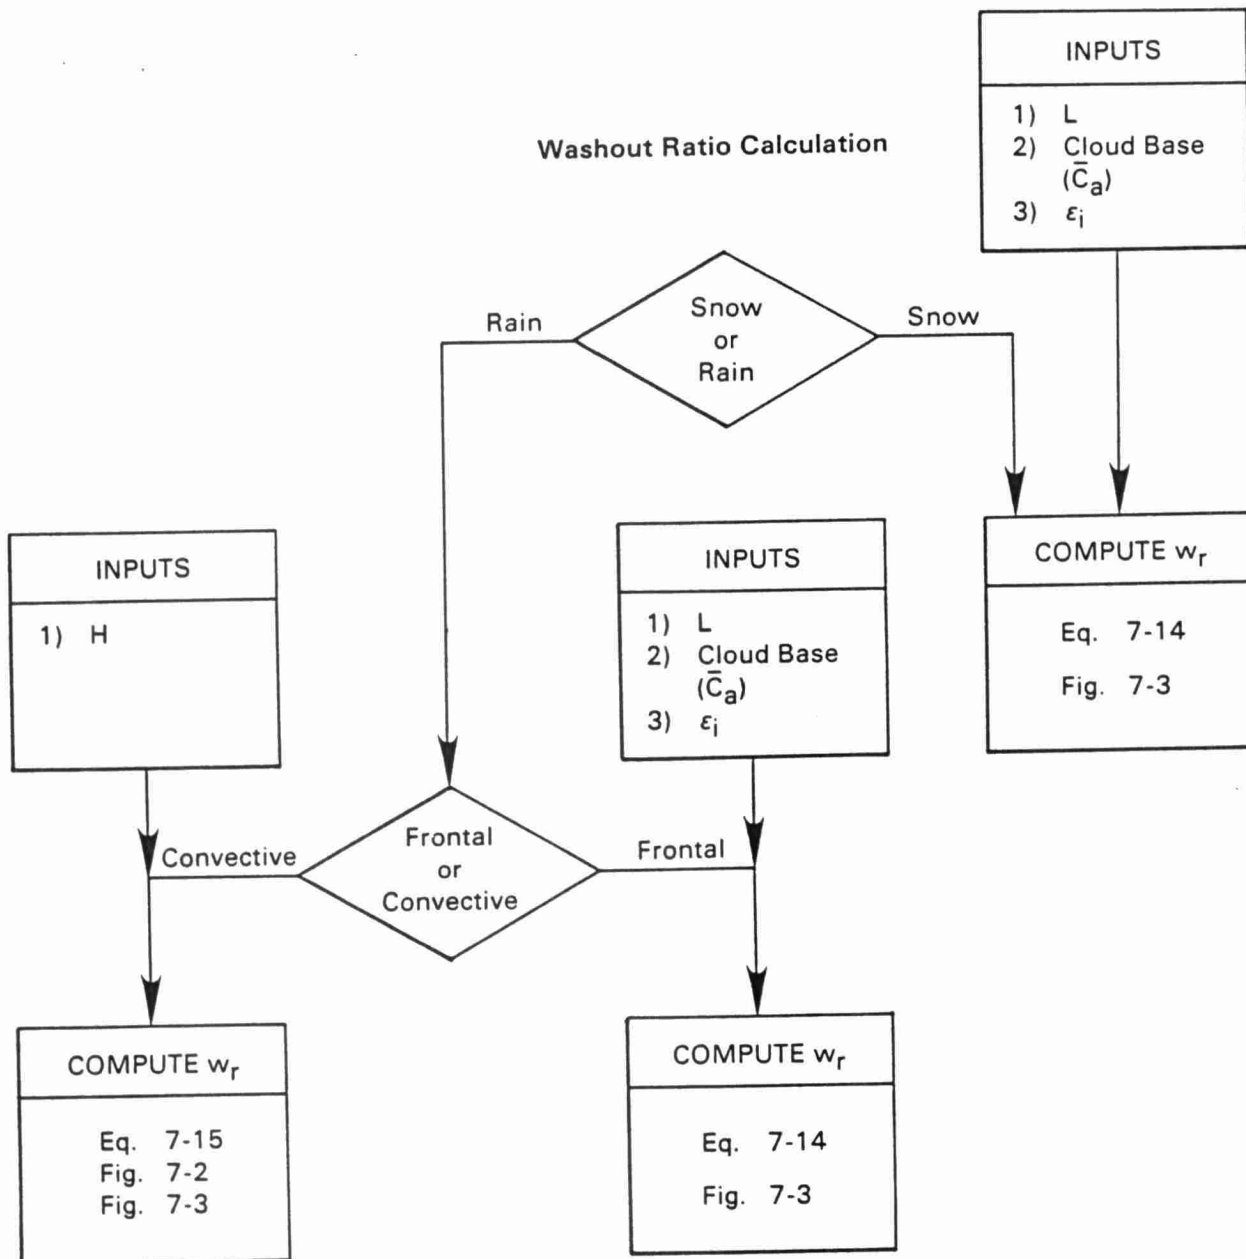 INPUTS
1) L
2) Cloud Base
(C̄a)
3) εi
Washout Ratio Calculation
Snow
or
Rain
Rain
Snow
COMPUTE wr
Eq. 7-14
Fig. 7-3
INPUTS
1) H
INPUTS
1) L
2) Cloud Base
(C̄a)
3) εi
Frontal
or
Convective
Convective
Frontal
COMPUTE wr
Eq. 7-15
Fig. 7-2
Fig. 7-3
COMPUTE wr
Eq. 7-14
Fig. 7-3